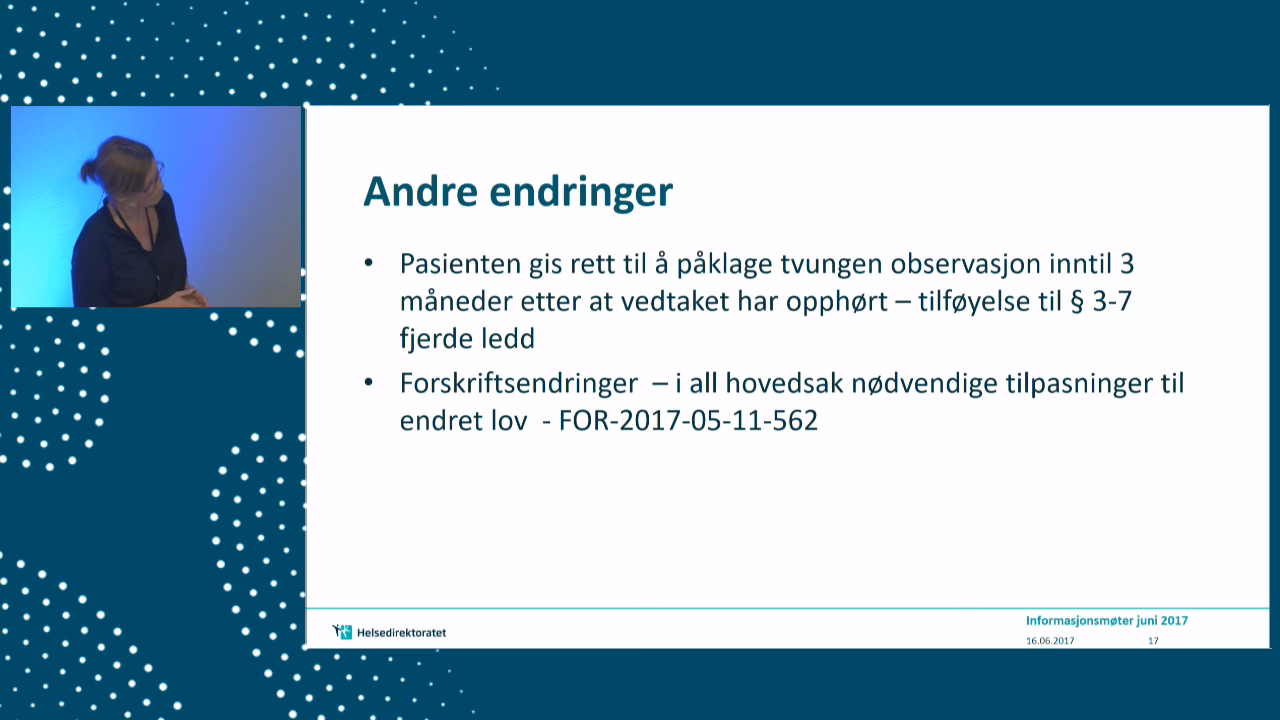 Andre endringer
• Pasienten gis rett til å påklage tvungen observasjon inntil 3
måneder etter at vedtaket har opphørt – tilføyelse til § 3-7
fjerde ledd
• Forskriftsendringer – i all hovedsak nødvendige tilpasninger til
endret lov - FOR-2017-05-11-562
Helsedirektoratet
Informasjonsmøter juni 2017
16.06.2017 17